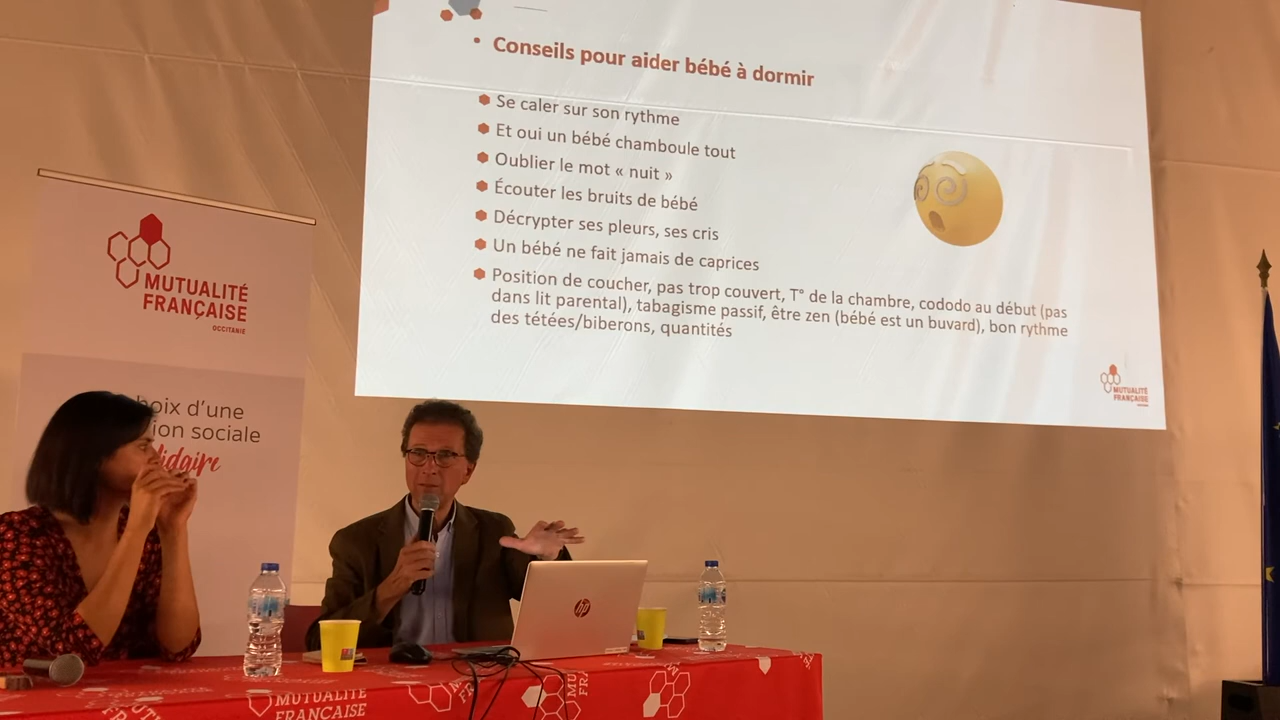 • Conseils pour aider bébé à dormir
Se caler sur son rythme
Et oui un bébé chamboule tout
Oublier le mot « nuit »
Écouter les bruits de bébé
Décrypter ses pleurs, ses cris
Un bébé ne fait jamais de caprices
Position de coucher, pas trop couvert, T° de la chambre, cododo au début (pas
dans lit parental), tabagisme passif, être zen (bébé est un buvard), bon rythme
des tétées/biberons, quantités
MUTUALITÉ
FRANÇAISE
MUTUALITÉ
FRANÇAISE
OCCITANIE
d'une
sociale
hp
MUTUALITÉ
FRANÇAISE